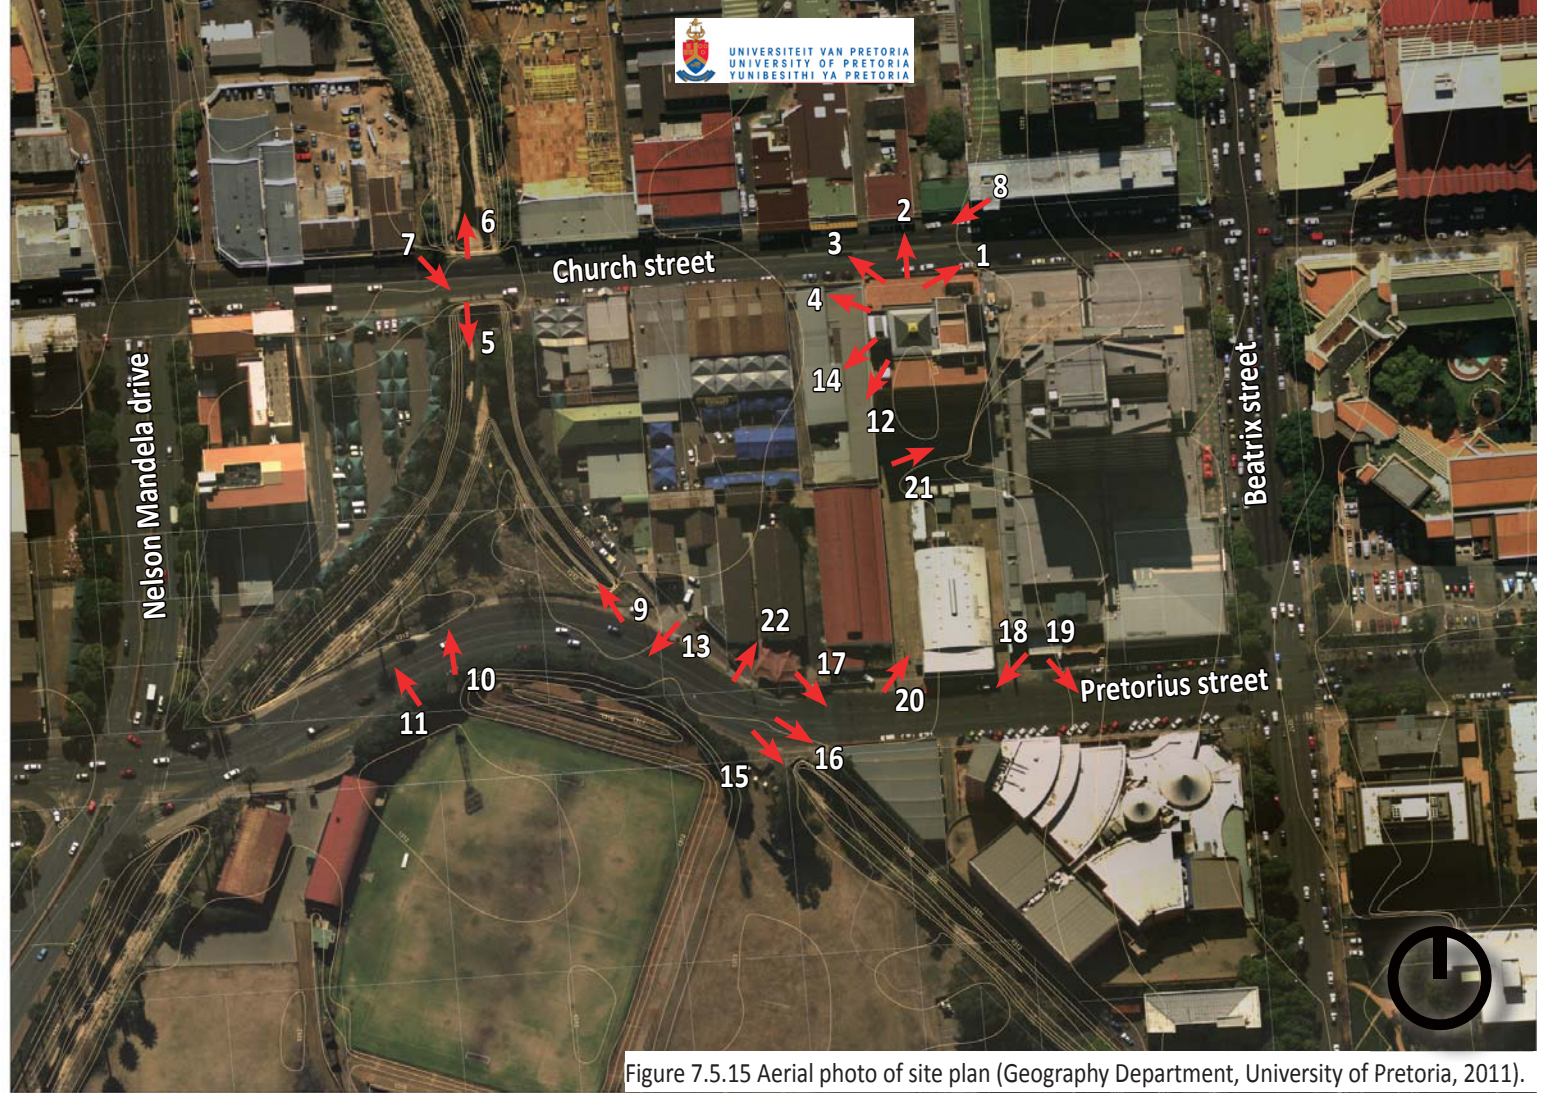 UNIVERSITEIT VAN PRETORIA
UNIVERSITY OF PRETORIA
YUNIBESITHI YA PRETORIA
8
2
6
7
3
1
Church street
4
5
14
12
21
Nelson Mandela drive
Beatrix street
9
22
13
18
19
17
10
20
Pretorius street
11
16
15
Figure 7.5.15 Aerial photo of site plan (Geography Department, University of Pretoria, 2011).